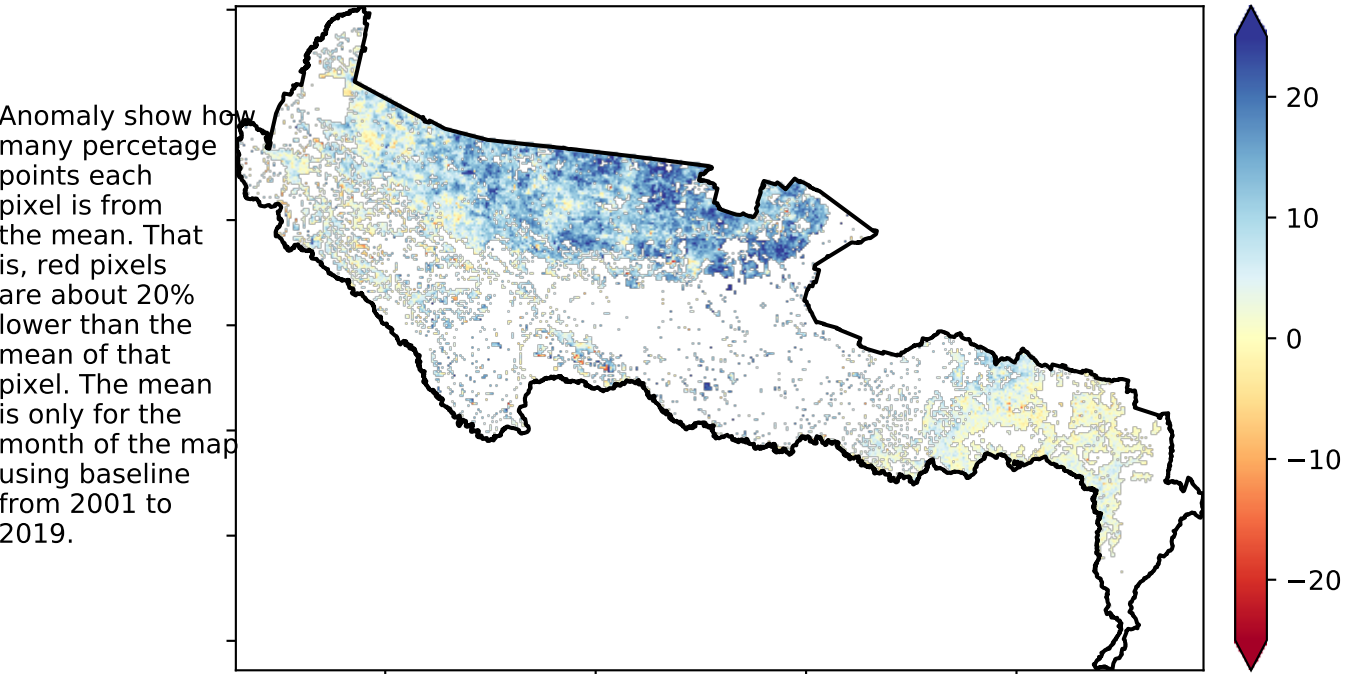 Anomaly show how
many percetage
points each
pixel is from
the mean. That
is, red pixels
are about 20%
lower than the
mean of that
pixel. The mean
is only for the
month of the map
using baseline
from 2001 to
2019.
20
10
0
−10
−20